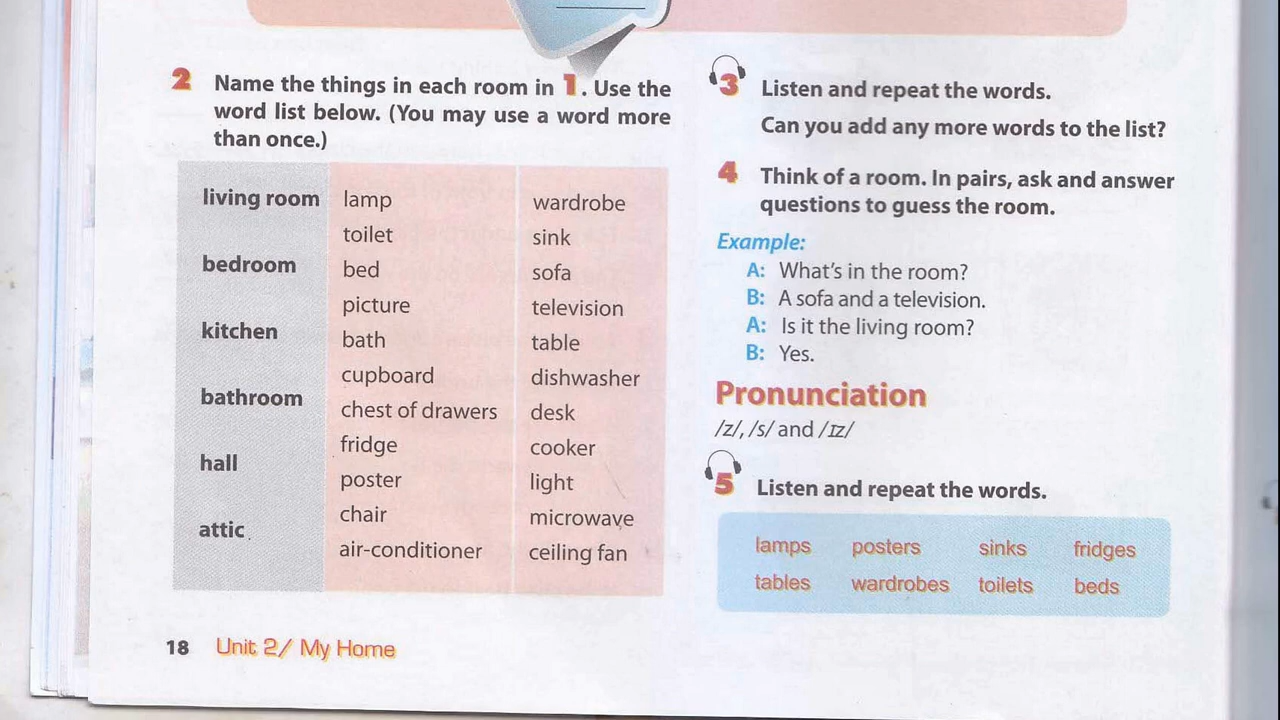 2 Name the things in each room in 1. Use the
word list below. (You may use a word more
than once.)
living room
bedroom
kitchen
bathroom
hall
attic
lamp
toilet
bed
picture
bath
cupboard
chest of drawers
fridge
poster
chair
air-conditioner
wardrobe
sink
sofa
television
table
dishwasher
desk
cooker
light
microwave
ceiling fan
18 Unit 2/ My Home
3 Listen and repeat the words.
Can you add any more words to the list?
4 Think of a room. In pairs, ask and answer
questions to guess the room.
Example:
A: What's in the room?
B: A sofa and a television.
A: Is it the living room?
B: Yes.
Pronunciation
/z/, /s/ and /ɪz/
5 Listen and repeat the words.
lamps posters sinks fridges
tables wardrobes toilets beds